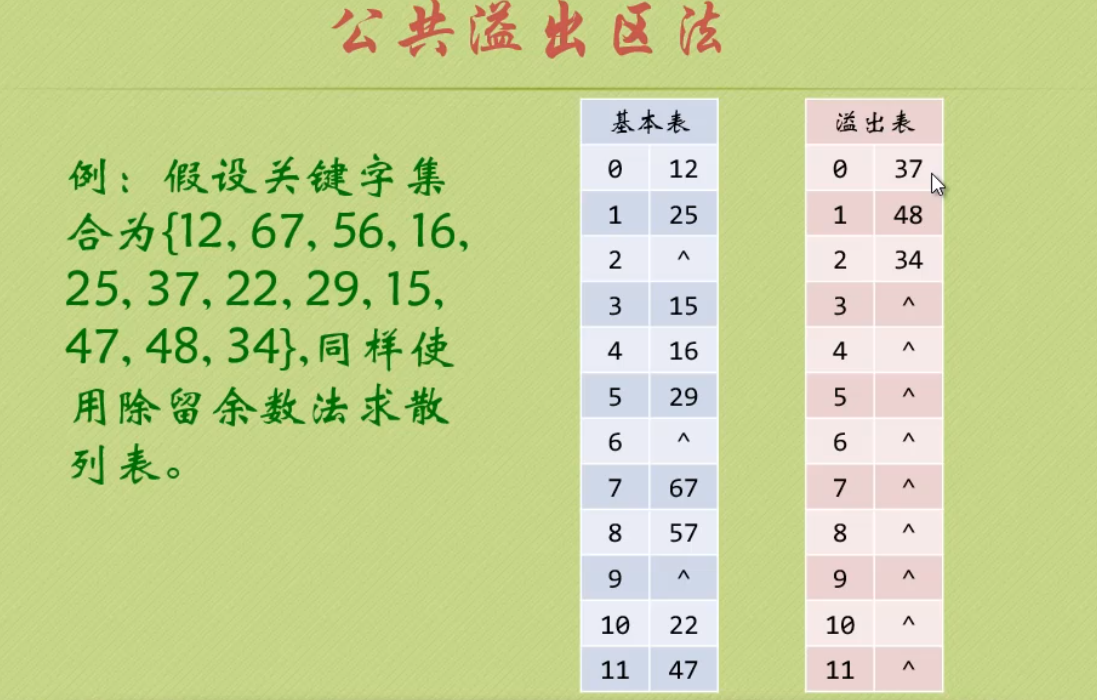 公共溢出区法
例：假设关键字集
合为{12, 67, 56, 16,
25, 37, 22, 29, 15,
47, 48, 34},同样使
用除留余数法求散
列表。
基本表
0 12
1 25
2 ^
3 15
4 16
5 29
6 ^
7 67
8 57
9 ^
10 22
11 47
溢出表
0 37
1 48
2 34
3 ^
4 ^
5 ^
6 ^
7 ^
8 ^
9 ^
10 ^
11 ^